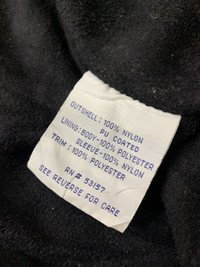 OUTSHELL: 100% NYLON
PU COATED
LINING: BODY-100% POLYESTER
SLEEVE-100% NYLON
TRIM: 100% POLYESTER
RN# 53157
SEE REVERSE FOR CARE